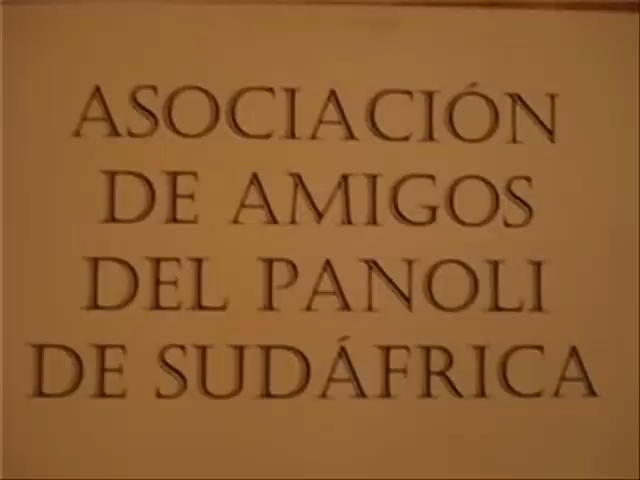 ASOCIACIÓN
DE AMIGOS
DEL PANOLI
DE SUDÁFRICA